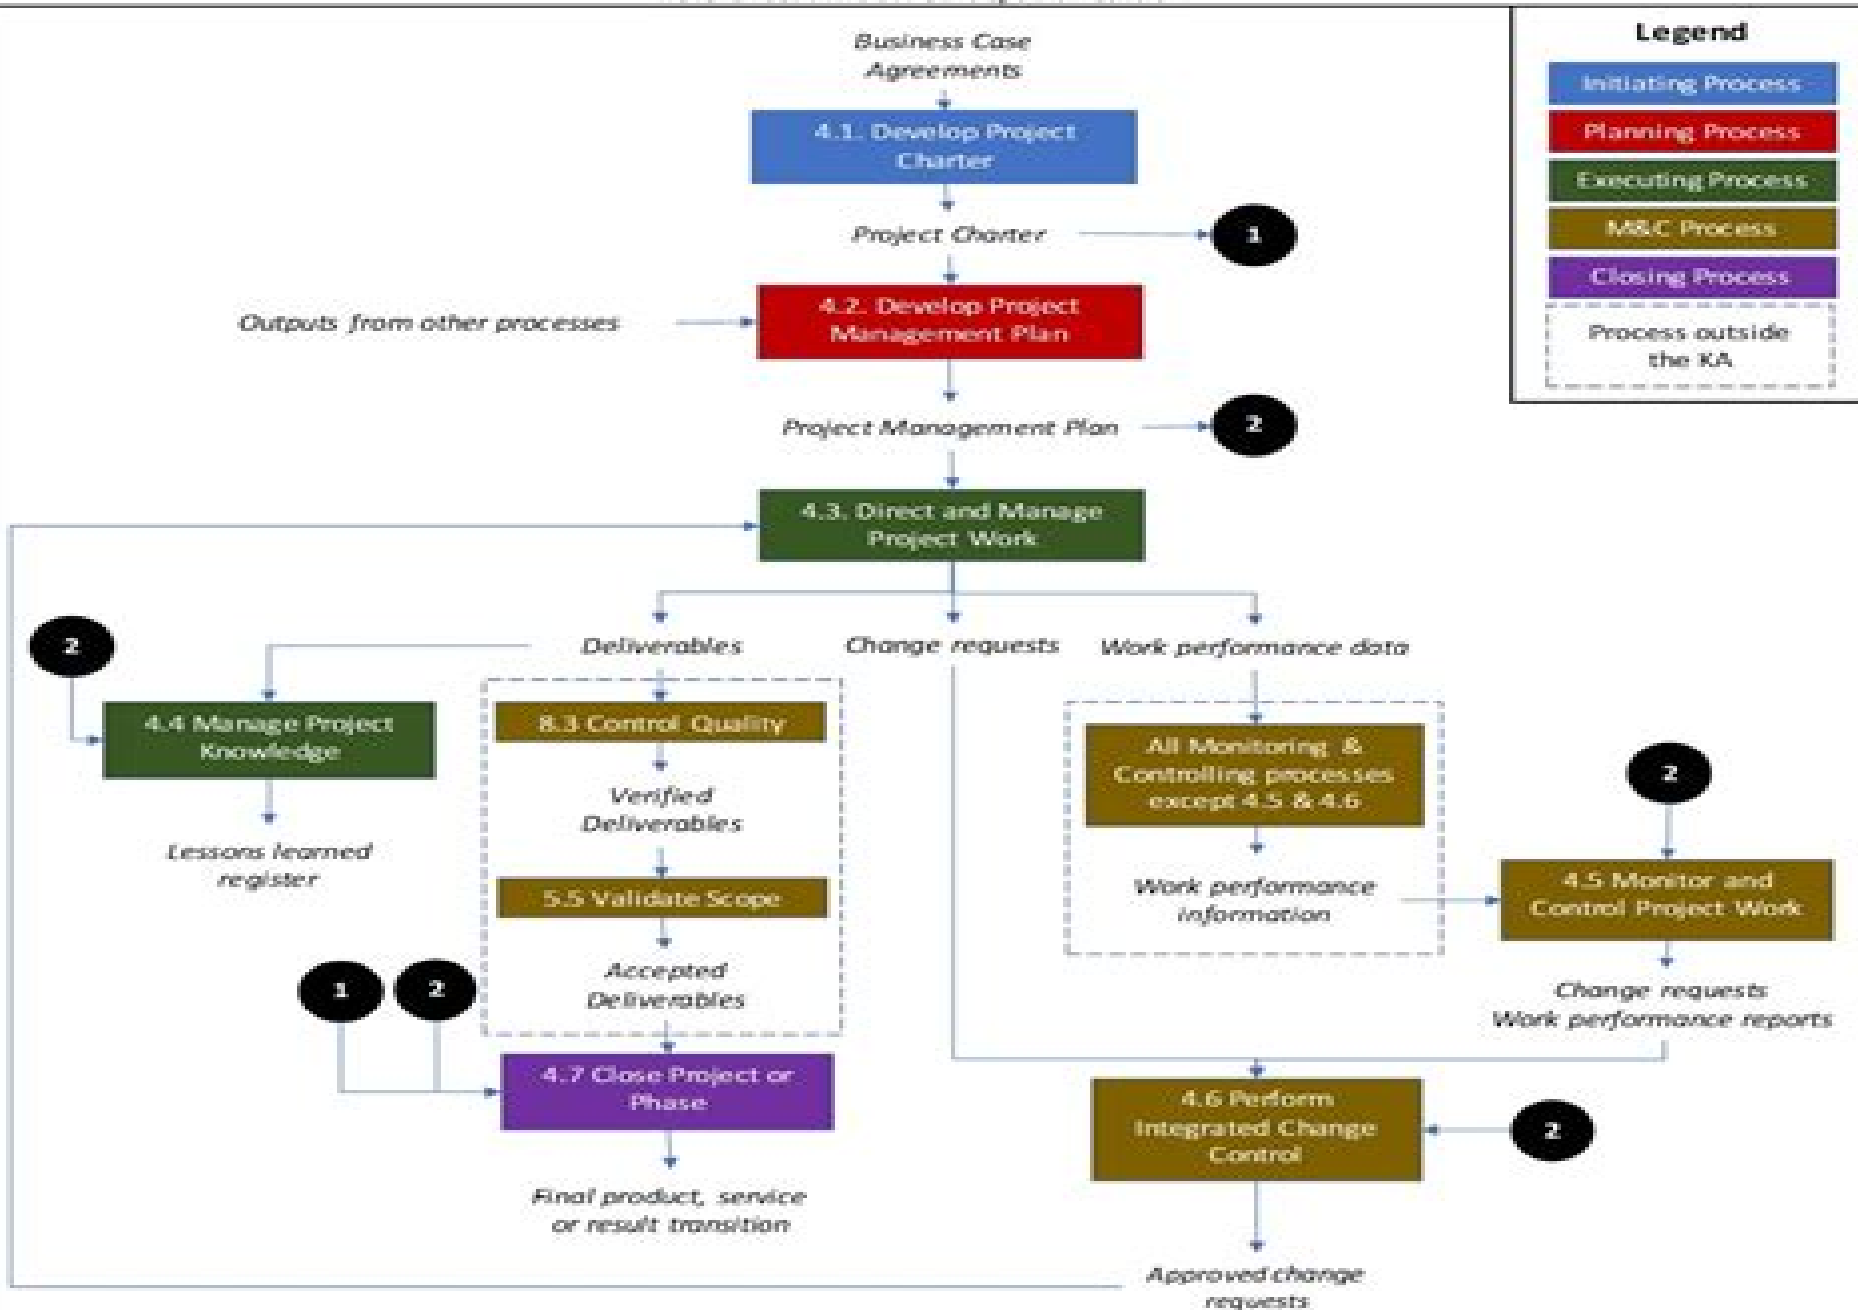 Business Case
Agreements
Legend
Initiating Process
Planning Process
Executing Process
M&C Process
Closing Process
Process outside
the KA
4.1. Develop Project
Charter
Project Charter
1
Outputs from other processes
4.2. Develop Project
Management Plan
Project Management Plan
2
4.3. Direct and Manage
Project Work
2
Deliverables
Change requests
Work performance data
4.4 Manage Project
Knowledge
Lessons learned
register
8.3 Control Quality
Verified
Deliverables
5.5 Validate Scope
Accepted
Deliverables
All Monitoring &
Controlling processes
except 4.5 & 4.6
Work performance
information
2
4.5 Monitor and
Control Project Work
Change requests
Work performance reports
1
2
4.7 Close Project or
Phase
Final product, service
or result transition
4.6 Perform
Integrated Change
Control
2
Approved change
requests